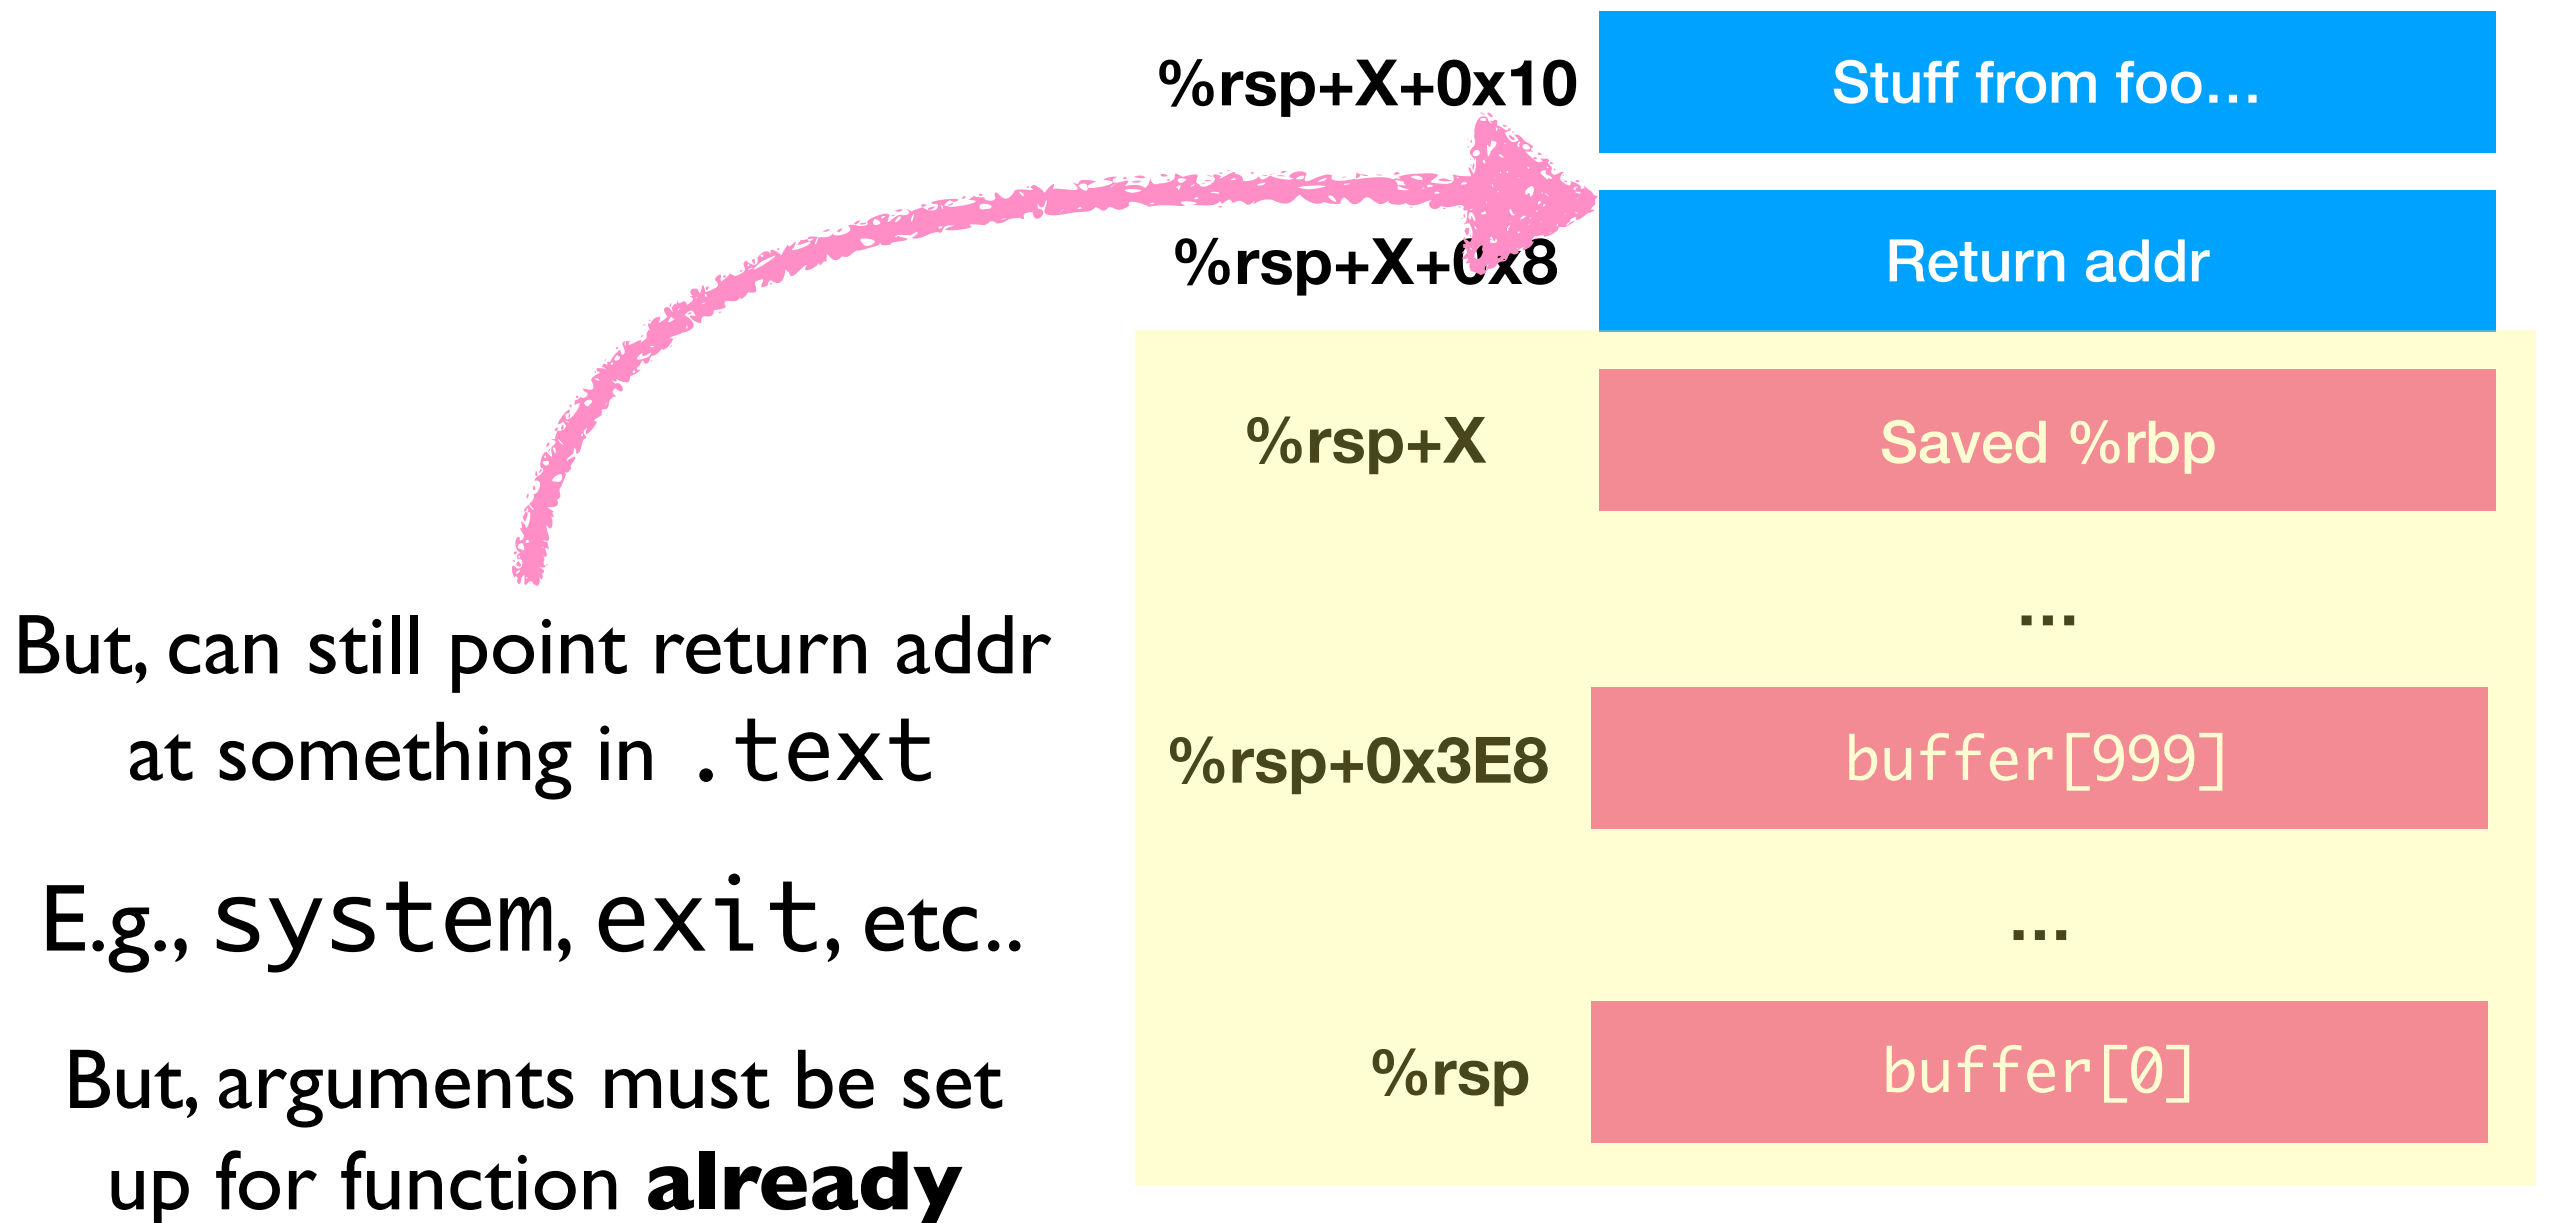 %rsp+X+0x10 Stuff from foo...
%rsp+X+0x8 Return addr
%rsp+X Saved %rbp
...
But, can still point return addr
at something in .text
%rsp+0x3E8 buffer[999]
E.g., system, exit, etc..
...
But, arguments must be set
up for function already
%rsp buffer[0]